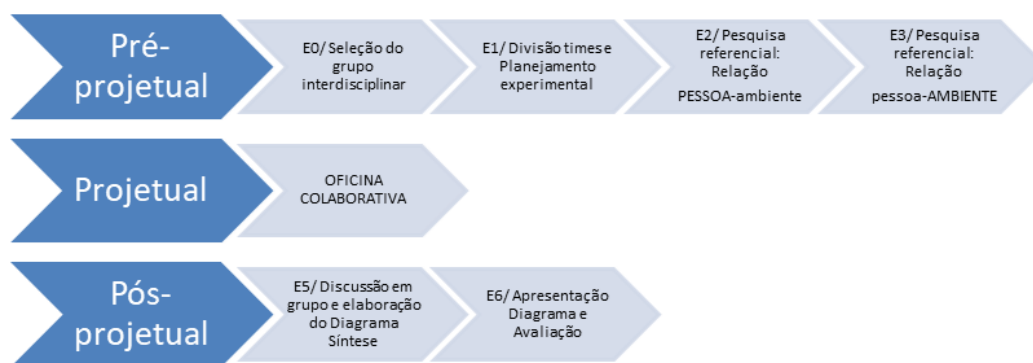 Pré-
projetual
E0/ Seleção do
grupo
interdisciplinar
E1/ Divisão timese
Planejamento
experimental
E2/ Pesquisa
referencial:
Relação
PESSOA-ambiente
E3/ Pesquisa
referencial:
Relação
pessoa-AMBIENTE
Projetual
OFICINA
COLABORATIVA
Pós-
projetual
E5/ Discussão em
grupo e elaboração
do Diagrama
Síntese
E6/ Apresentação
Diagrama e
Avaliação